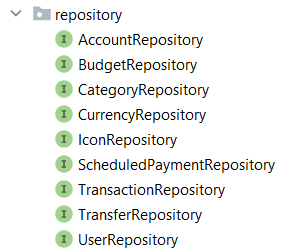 repository
I AccountRepository
I BudgetRepository
I CategoryRepository
I CurrencyRepository
I IconRepository
I ScheduledPaymentRepository
I TransactionRepository
I TransferRepository
I UserRepository